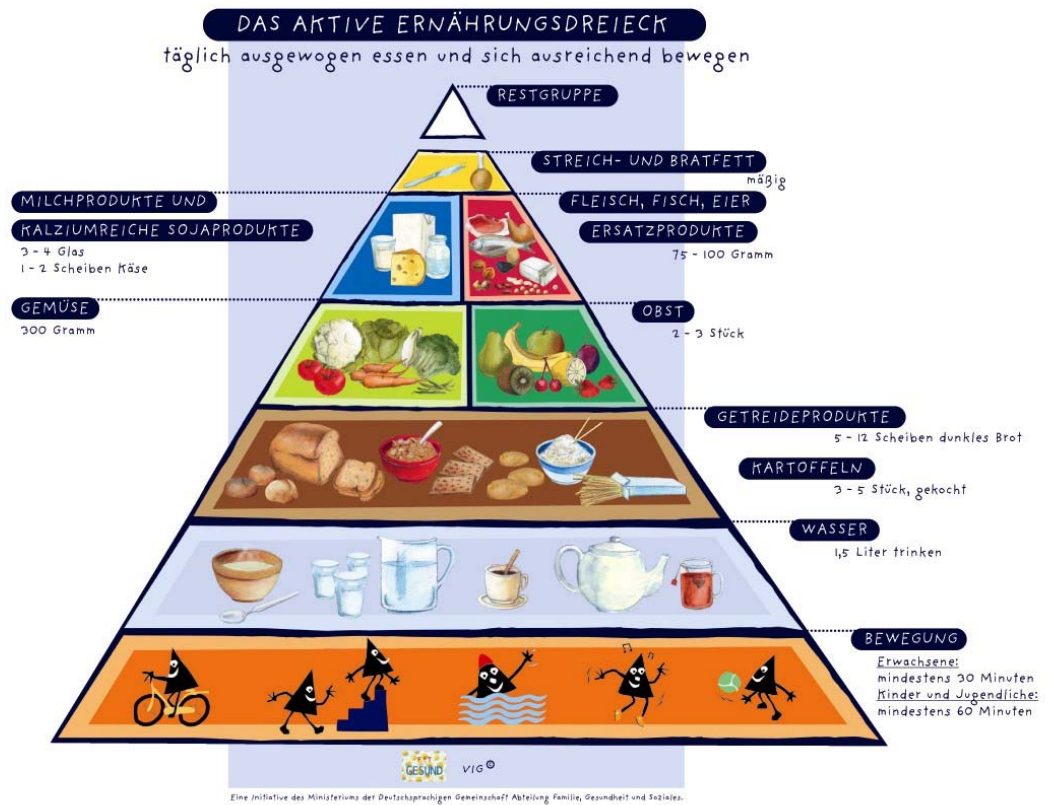 DAS AKTIVE ERNÄHRUNGSDREIECK
täglich ausgewogen essen und sich ausreichend bewegen
RESTGRUPPE
STREICH- UND BRATFETT
mäßig
MILCHPRODUKTE UND
KALZIUMREICHE SOJAPRODUKTE
3 - 4 Glas
1 - 2 Scheiben Käse
FLEISCH, FISCH, EIER
ERSATZPRODUKTE
75 - 100 Gramm
GEMÜSE
300 Gramm
OBST
2 - 3 Stück
GETREIDEPRODUKTE
5 - 12 Scheiben dunkles Brot
KARTOFFELN
3 - 5 Stück, gekocht
WASSER
1,5 Liter trinken
BEWEGUNG
Erwachsene:
mindestens 30 Minuten
Kinder und Jugendliche:
mindestens 60 Minuten
GESUND
VIG©
Eine Initiative des Ministeriums der Deutschsprachigen Gemeinschaft Abteilung Familie, Gesundheit und Soziales.